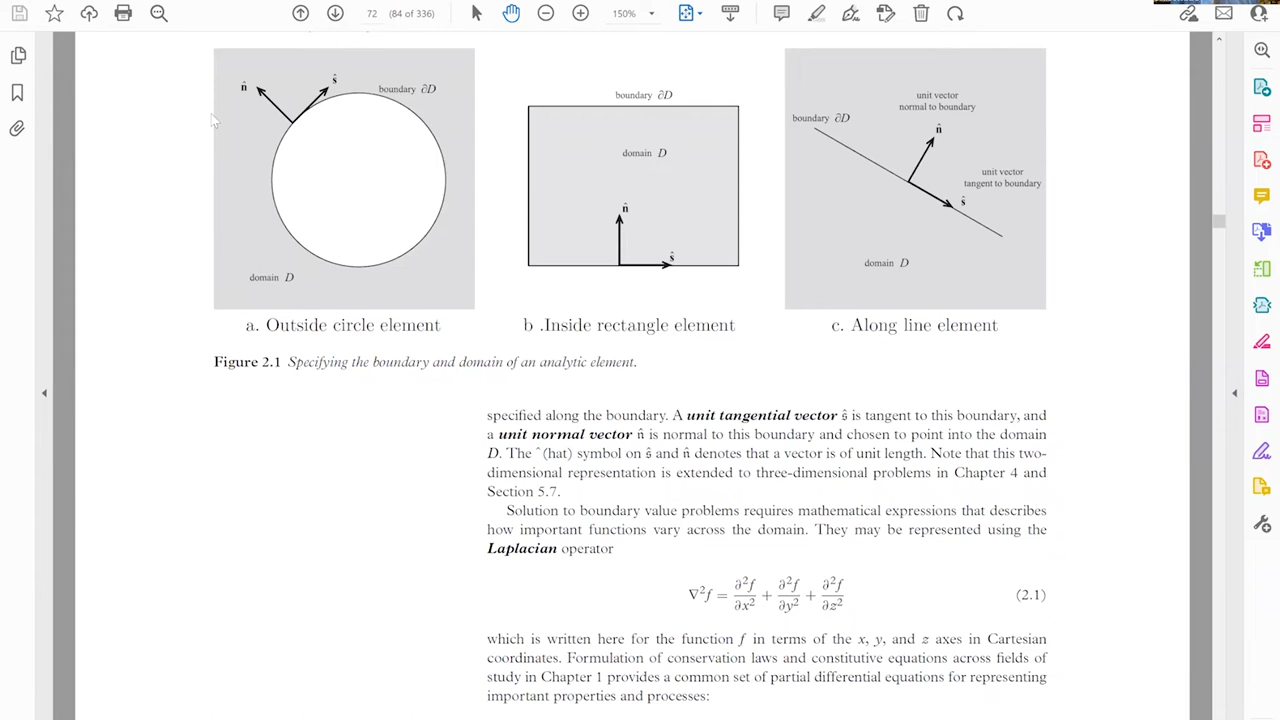 72 (84 of 336)
150%
n̂
ŝ
boundary ∂D
domain D
a. Outside circle element
boundary ∂D
domain D
n̂
ŝ
b .Inside rectangle element
unit vector
normal to boundary
boundary ∂D
n̂
unit vector
tangent to boundary
ŝ
domain D
c. Along line element
Figure 2.1 Specifying the boundary and domain of an analytic element.
specified along the boundary. A unit tangential vector ŝ is tangent to this boundary, and
a unit normal vector n̂ is normal to this boundary and chosen to point into the domain
D. The ˆ (hat) symbol on ŝ and n̂ denotes that a vector is of unit length. Note that this two-
dimensional representation is extended to three-dimensional problems in Chapter 4 and
Section 5.7.
Solution to boundary value problems requires mathematical expressions that describes
how important functions vary across the domain. They may be represented using the
Laplacian operator
∇²f = ∂²f/∂x² + ∂²f/∂y² + ∂²f/∂z² (2.1)
which is written here for the function f in terms of the x, y, and z axes in Cartesian
coordinates. Formulation of conservation laws and constitutive equations across fields of
study in Chapter 1 provides a common set of partial differential equations for representing
important properties and processes: